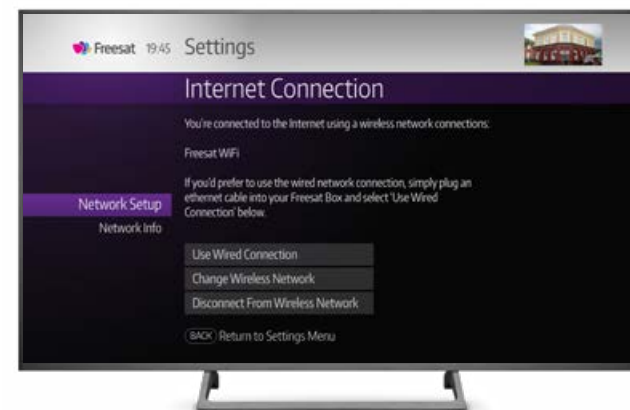 Freesat 19:45 Settings
Internet Connection
You're connected to the Internet using a wireless network connections:
Freesat WiFi
If you'd prefer to use the wired network connection, simply plug an
ethernet cable into your Freesat Box and select 'Use Wired
Connection' below.
Network Setup
Network Info
Use Wired Connection
Change Wireless Network
Disconnect From Wireless Network
BACK Return to Settings Menu